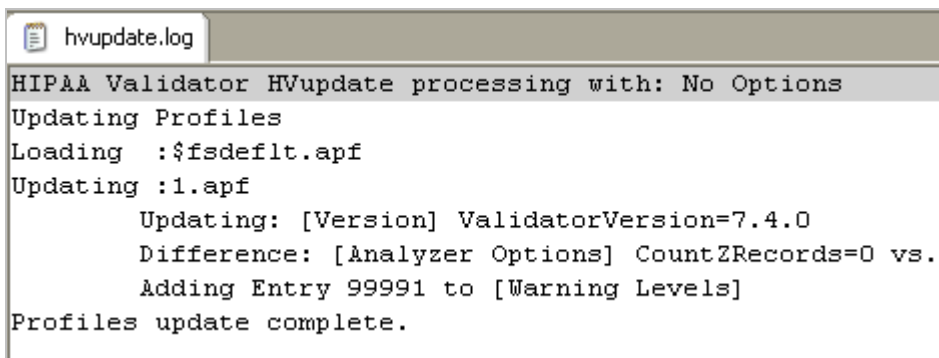 hvupdate.log
HIPAA Validator HVupdate processing with: No Options
Updating Profiles
Loading  :$fsdeflt.apf
Updating :1.apf
        Updating: [Version] ValidatorVersion=7.4.0
        Difference: [Analyzer Options] CountZRecords=0 vs.
        Adding Entry 99991 to [Warning Levels]
Profiles update complete.